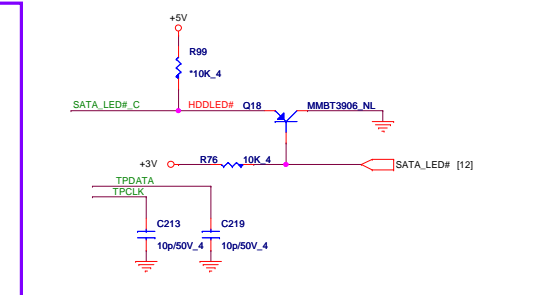 +5V
R99
*10K_4
SATA_LED#_C
HDDLED#
Q18
MMBT3906_NL
+3V
R76
10K_4
SATA_LED# [12]
TPDATA
TPCLK
C213
C219
10p/50V_4
10p/50V_4